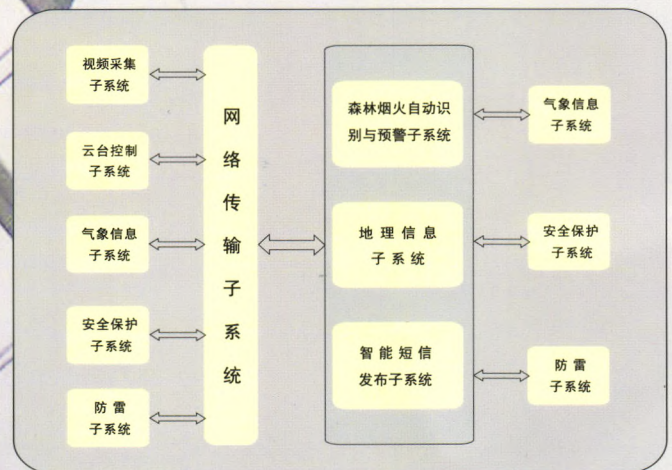 视频采集
子系统
云台控制
子系统
气象信息
子系统
安全保护
子系统
防 雷
子系统
网
络
传
输
子
系
统
森林烟火自动识
别与预警子系统
地 理 信 息
子 系 统
智 能 短 信
发布子系统
气象信息
子系统
安全保护
子系统
防 雷
子系统